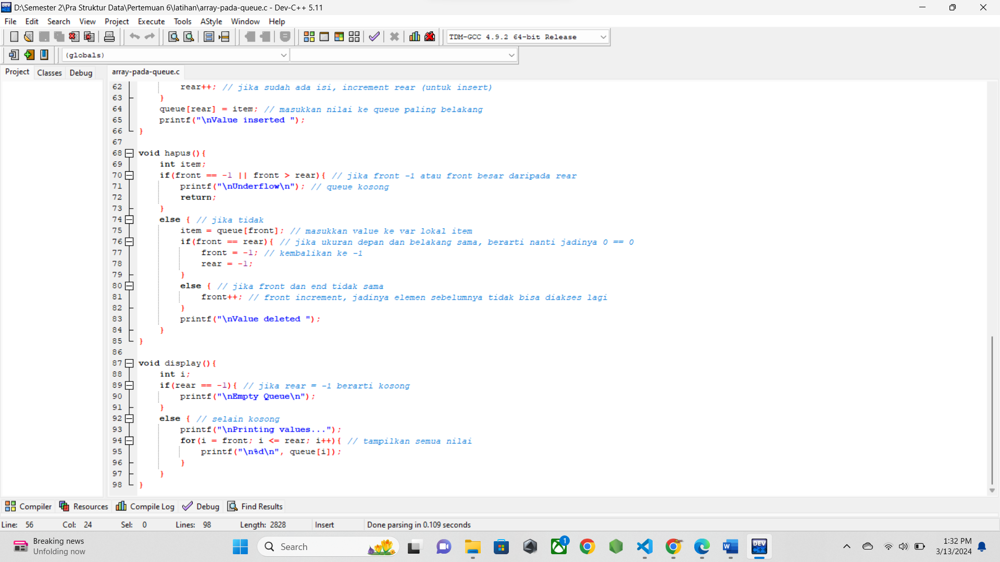 D:\Semester 2\Pra Struktur Data\Pertemuan 6\latihan\array-pada-queue.c - Dev-C++ 5.11
File Edit Search View Project Execute Tools AStyle Window Help
TDM-GCC 4.9.2 64-bit Release
(globals)
Project Classes Debug array-pada-queue.c
62 rear++; // jika sudah ada isi, increment rear (untuk insert)
63 }
64 queue[rear] = item; // masukkan nilai ke queue paling belakang
65 printf("\nValue inserted ");
66 }
67
68 void hapus(){
69 int item;
70 if(front == -1 || front > rear){ // jika front -1 atau front besar daripada rear
71 printf("\nUnderflow\n"); // queue kosong
72 return;
73 }
74 else { // jika tidak
75 item = queue[front]; // masukkan value ke var lokal item
76 if(front == rear){ // jika ukuran depan dan belakang sama, berarti nanti jadinya 0 == 0
77 front = -1; // kembalikan ke -1
78 rear = -1;
79 }
80 else { // jika front dan end tidak sama
81 front++; // front increment, jadinya elemen sebelumnya tidak bisa diakses lagi
82 }
83 printf("\nValue deleted ");
84 }
85 }
86
87 void display(){
88 int i;
89 if(rear == -1){ // jika rear = -1 berarti kosong
90 printf("\nEmpty Queue\n");
91 }
92 else { // selain kosong
93 printf("\nPrinting values...");
94 for(i = front; i <= rear; i++){ // tampilkan semua nilai
95 printf("\n%d\n", queue[i]);
96 }
97 }
98 }
Compiler Resources Compile Log Debug Find Results
Line: 56 Col: 24 Sel: 0 Lines: 98 Length: 2828 Insert Done parsing in 0.109 seconds
Breaking news
Unfolding now
Search
1
DEV C++
1:32 PM
3/13/2024